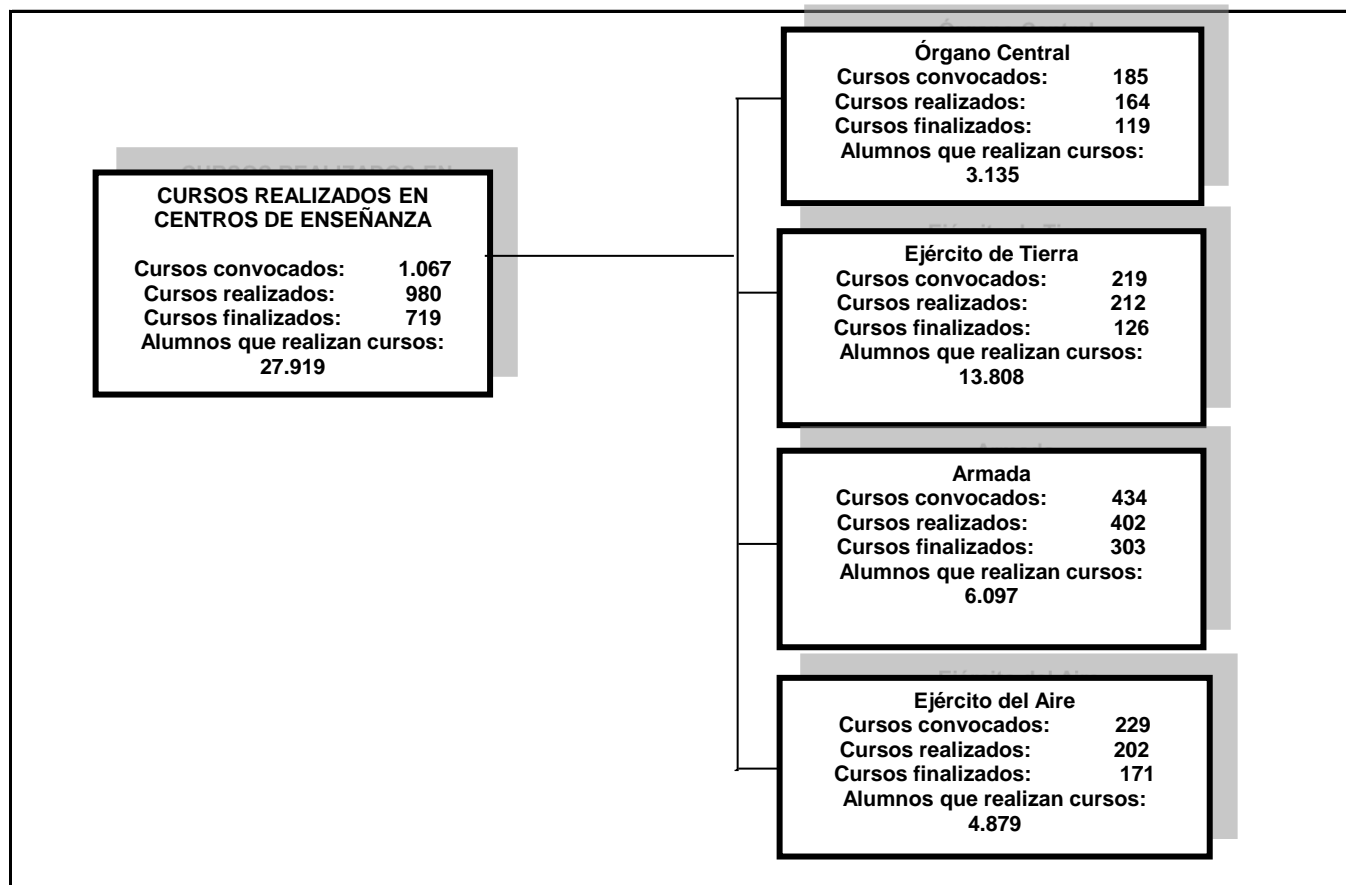 CURSOS REALIZADOS EN
CENTROS DE ENSEÑANZA
Cursos convocados: 1.067
Cursos realizados: 980
Cursos finalizados: 719
Alumnos que realizan cursos:
27.919
Órgano Central
Cursos convocados: 185
Cursos realizados: 164
Cursos finalizados: 119
Alumnos que realizan cursos:
3.135
Ejército de Tierra
Cursos convocados: 219
Cursos realizados: 212
Cursos finalizados: 126
Alumnos que realizan cursos:
13.808
Armada
Cursos convocados: 434
Cursos realizados: 402
Cursos finalizados: 303
Alumnos que realizan cursos:
6.097
Ejército del Aire
Cursos convocados: 229
Cursos realizados: 202
Cursos finalizados: 171
Alumnos que realizan cursos:
4.879